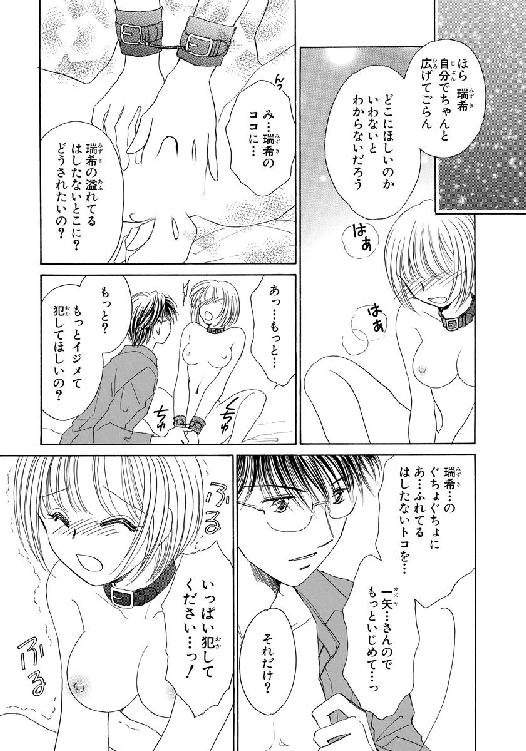 ほら 瑞希
自分でちゃんと
広げてごらん
どこにほしいのか
いわないと
わからないだろう
はぁ
はぁ
んっ
み…瑞希の
ココに…
瑞希の溢れてる
はしたないとこに?
どうされたいの?
あっ…もっと…
くちゅ
ちゅ
もっと?
もっとイジメて
犯してほしいの?
瑞希…の
ぐちょぐちょに
あ…ふれてる
はしたないトコを…
一矢…さんので
もっといじめて…っ
それだけ?
ぶる
いっぱい犯して
ください…っ!
ぶる